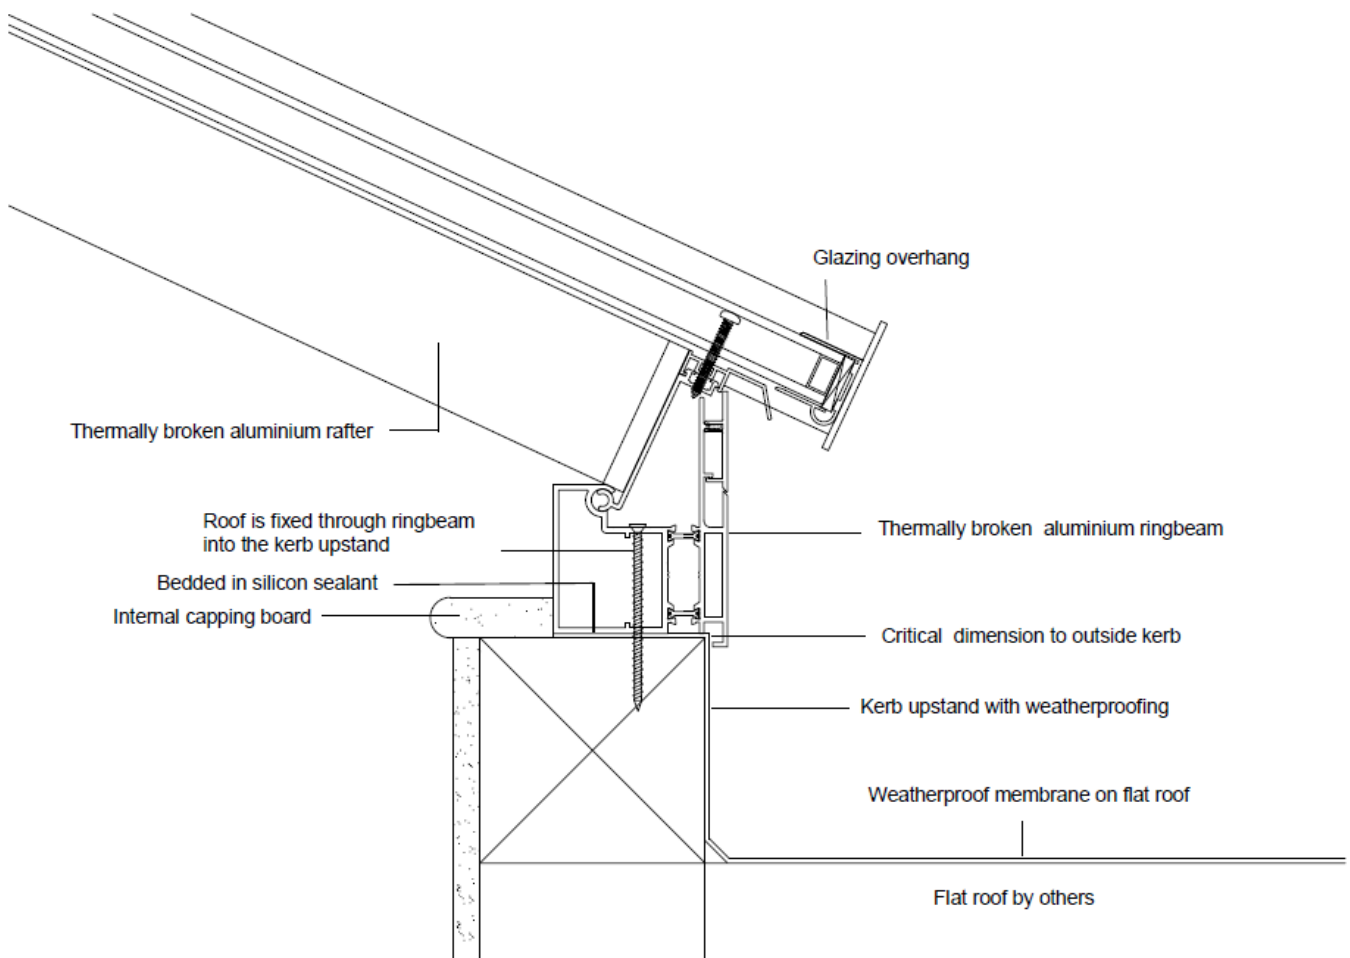 Glazing overhang
Thermally broken aluminium rafter
Roof is fixed through ringbeam
into the kerb upstand
Thermally broken aluminium ringbeam
Bedded in silicon sealant
Internal capping board
Critical dimension to outside kerb
Kerb upstand with weatherproofing
Weatherproof membrane on flat roof
Flat roof by others